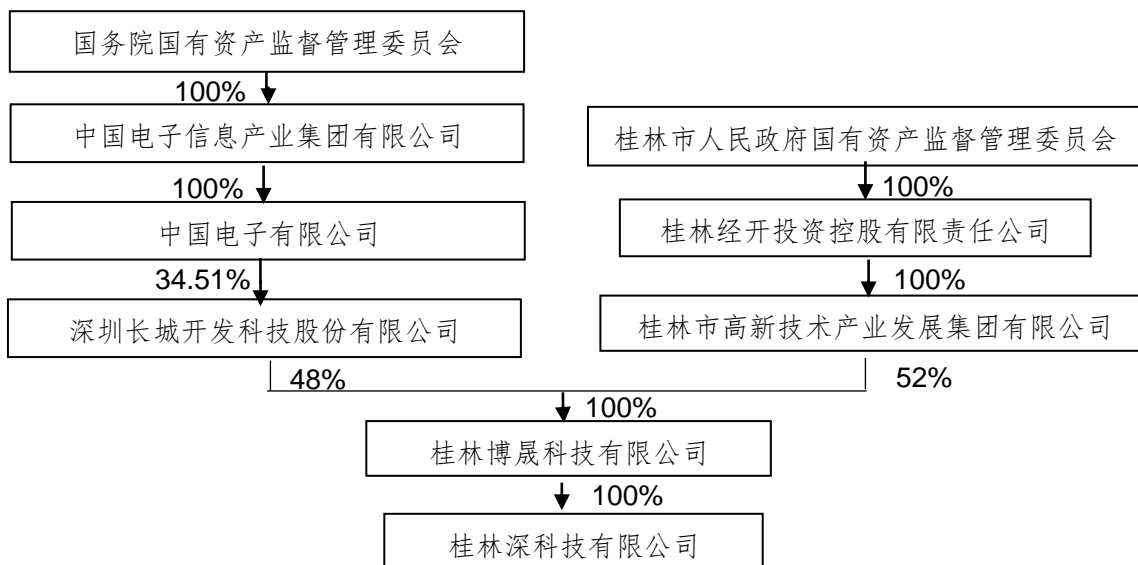 国务院国有资产监督管理委员会
100%
中国电子信息产业集团有限公司
100%
中国电子有限公司
34.51%
深圳长城开发科技股份有限公司
48%
桂林市人民政府国有资产监督管理委员会
100%
桂林经开投资控股有限责任公司
100%
桂林市高新技术产业发展集团有限公司
52%
100%
桂林博晟科技有限公司
100%
桂林深科技有限公司